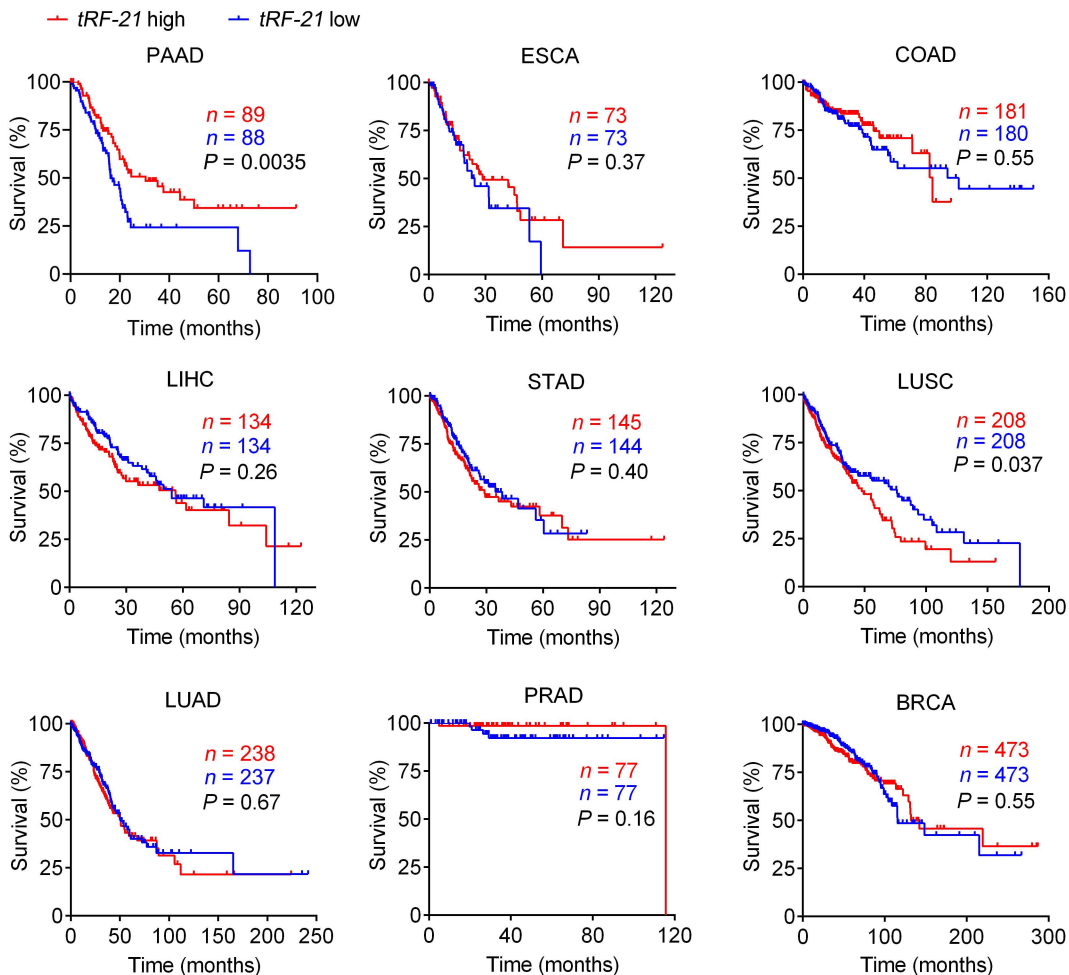 tRF-21 high tRF-21 low
PAAD
Survival (%)
100
75
50
25
0
n = 89
n = 88
P = 0.0035
0 20 40 60 80 100
Time (months)
ESCA
Survival (%)
100
75
50
25
0
n = 73
n = 73
P = 0.37
0 30 60 90 120
Time (months)
COAD
Survival (%)
100
75
50
25
0
n = 181
n = 180
P = 0.55
0 40 80 120 160
Time (months)
LIHC
Survival (%)
100
75
50
25
0
n = 134
n = 134
P = 0.26
0 30 60 90 120
Time (months)
STAD
Survival (%)
100
75
50
25
0
n = 145
n = 144
P = 0.40
0 30 60 90 120
Time (months)
LUSC
Survival (%)
100
75
50
25
0
n = 208
n = 208
P = 0.037
0 50 100 150 200
Time (months)
LUAD
Survival (%)
100
75
50
25
0
n = 238
n = 237
P = 0.67
0 50 100 150 200 250
Time (months)
PRAD
Survival (%)
100
75
50
25
0
n = 77
n = 77
P = 0.16
0 40 80 120
Time (months)
BRCA
Survival (%)
100
75
50
25
0
n = 473
n = 473
P = 0.55
0 100 200 300
Time (months)